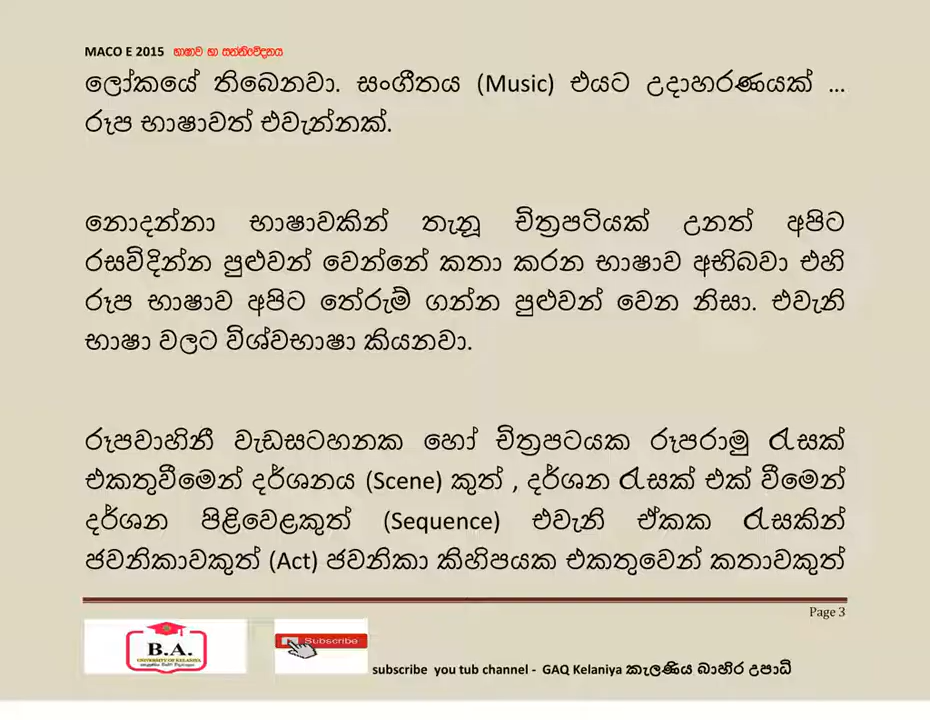 MACO E 2015 භාෂාව හා සන්නිවේදනය
ලෝකයේ තිබෙනවා. සංගීතය (Music) එයට උදාහරණයක් ...
රූප භාෂාවත් එවැන්නක්.
නොදන්නා භාෂාවකින් තැනූ චිත්‍රපටියක් උනත් අපිට
රසවිදින්න පුළුවන් වෙන්නේ කතා කරන භාෂාව අභිබවා එහි
රූප භාෂාව අපිට තේරුම් ගන්න පුළුවන් වෙන නිසා. එවැනි
භාෂා වලට විශ්වභාෂා කියනවා.
රූපවාහිනී වැඩසටහනක හෝ චිත්‍රපටයක රූපරාමු රැසක්
එකතුවීමෙන් දර්ශනය (Scene) කුත් , දර්ශන රැසක් එක් වීමෙන්
දර්ශන පිළිවෙළකුත් (Sequence) එවැනි ඒකක රැසකින්
ජවනිකාවකුත් (Act) ජවනිකා කිහිපයක එකතුවෙන් කතාවකුත්
Page 3
B.A.
UNIVERSITY OF KELANIYA
Subscribe
subscribe you tub channel - GAQ Kelaniya කැලණිය බාහිර උපාධි